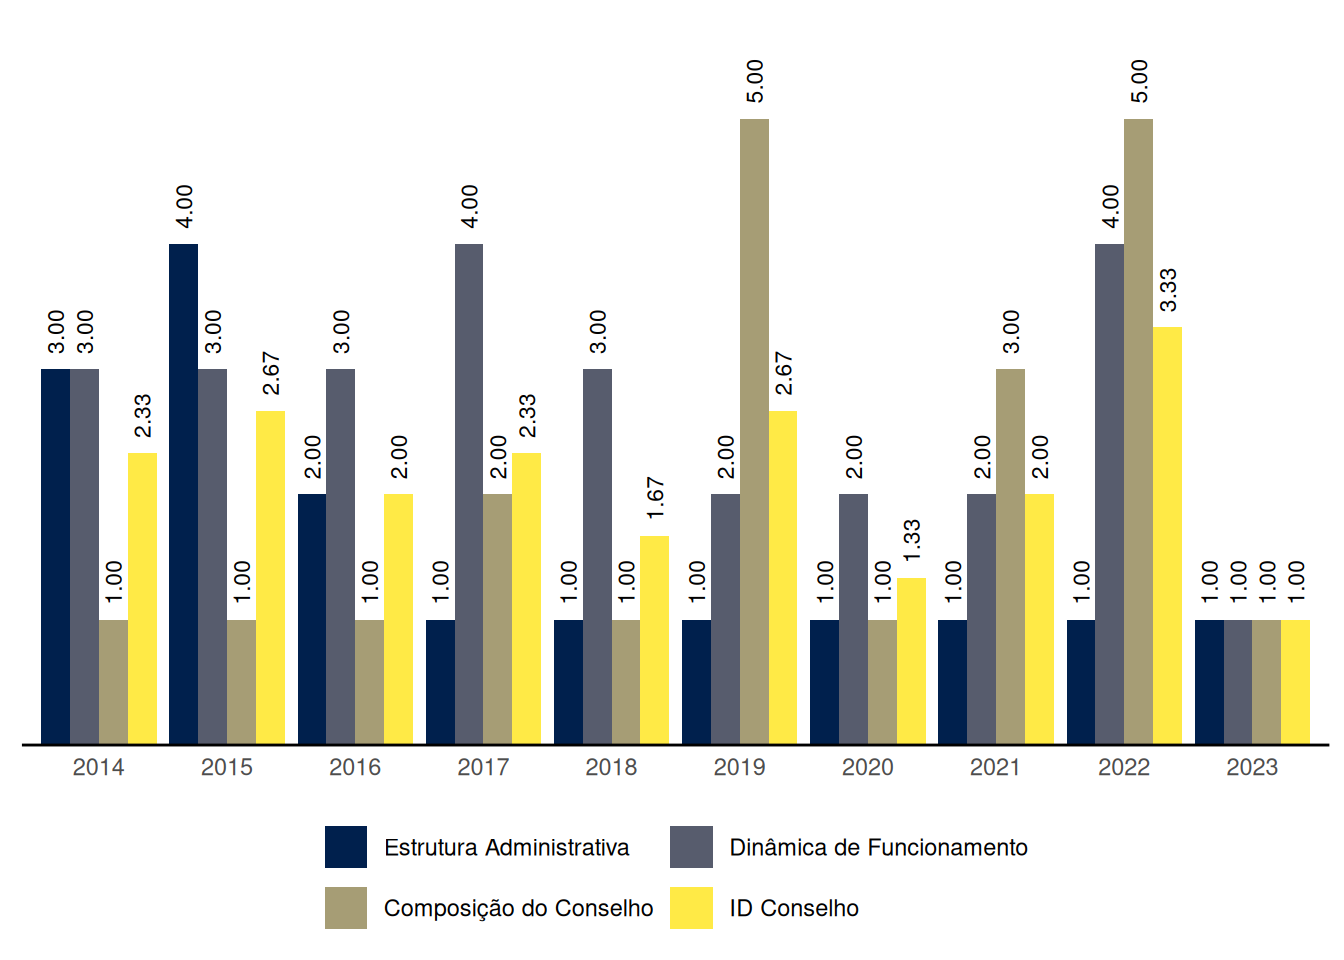 3.00 3.00 1.00 2.33
4.00 3.00 1.00 2.67
2.00 3.00 1.00 2.00
1.00 4.00 2.00 2.33
1.00 3.00 1.00 1.67
1.00 2.00 5.00 2.67
1.00 2.00 1.00 1.33
1.00 2.00 3.00 2.00
1.00 4.00 5.00 3.33
1.00 1.00 1.00 1.00
2014 2015 2016 2017 2018 2019 2020 2021 2022 2023
Estrutura Administrativa Dinâmica de Funcionamento
Composição do Conselho ID Conselho